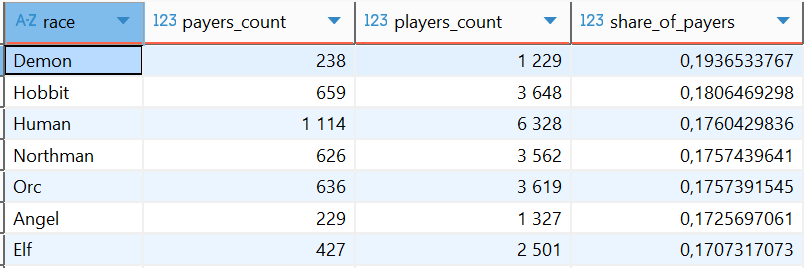 A-Z race 123 payers_count 123 players_count 123 share_of_payers
Demon 238 1 229 0,1936533767
Hobbit 659 3 648 0,1806469298
Human 1 114 6 328 0,1760429836
Northman 626 3 562 0,1757439641
Orc 636 3 619 0,1757391545
Angel 229 1 327 0,1725697061
Elf 427 2 501 0,1707317073